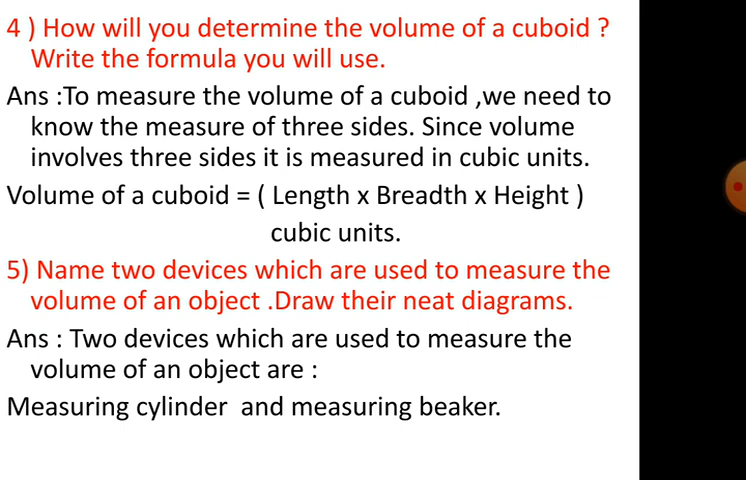 4 ) How will you determine the volume of a cuboid ?
Write the formula you will use.
Ans :To measure the volume of a cuboid ,we need to
know the measure of three sides. Since volume
involves three sides it is measured in cubic units.
Volume of a cuboid = ( Length x Breadth x Height )
cubic units.
5) Name two devices which are used to measure the
volume of an object .Draw their neat diagrams.
Ans : Two devices which are used to measure the
volume of an object are :
Measuring cylinder  and measuring beaker.